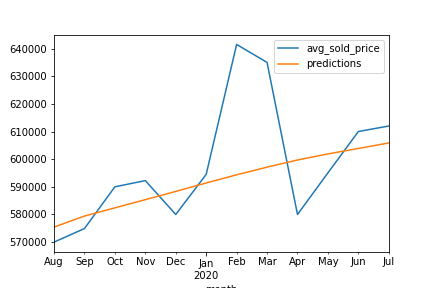 avg_sold_price
predictions
640000
630000
620000
610000
600000
590000
580000
570000
Aug Sep Oct Nov Dec Jan Feb Mar Apr May Jun Jul
2020
month